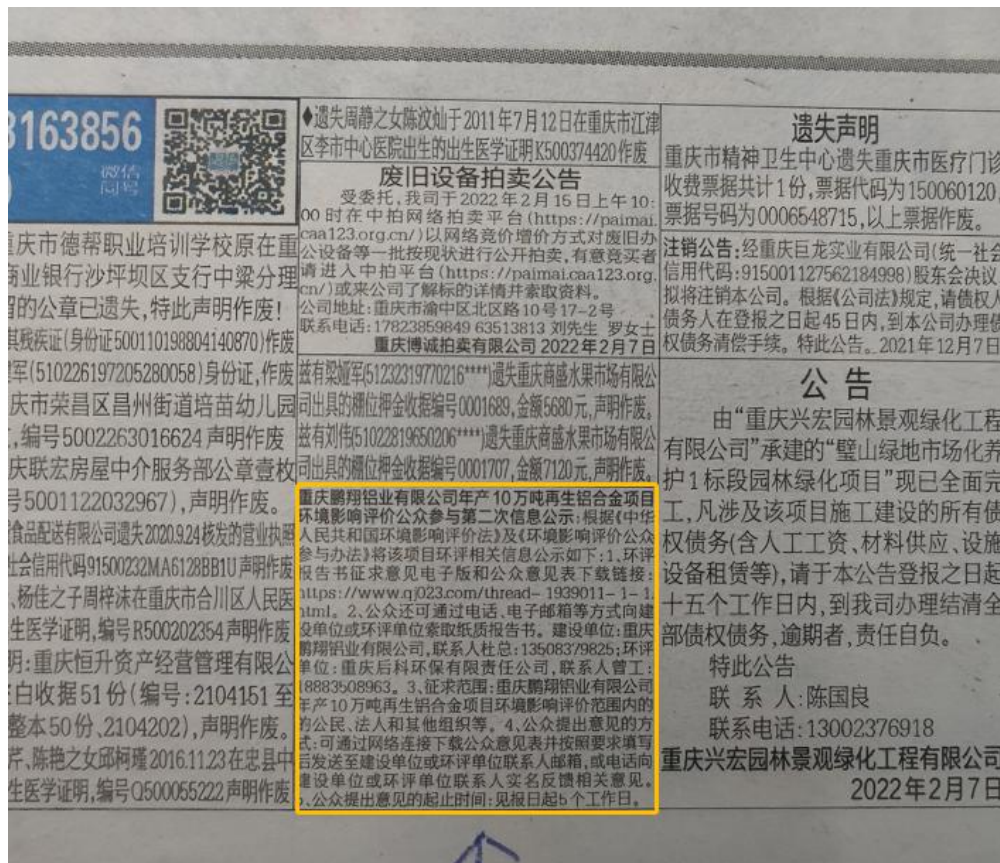 3163856
微信
同号
庆市德帮职业培训学校原在重
商业银行沙坪坝区支行中梁分理
留的公章已遗失,特此声明作废!
残疾证(身份证500110198804140870)作废
军(510226197205280058)身份证,作废
庆市荣昌区昌州街道培苗幼儿园
,编号5002263016624声明作废
庆联宏房屋中介服务部公章壹枚
号5001122032967),声明作废。
食品配送有限公司遗失2020.9.24核发的营业执照
社会信用代码91500232MA6128BB1U声明作废
、杨佳之子周梓沫在重庆市合川区人民医
生医学证明,编号R500202354声明作废
明:重庆恒升资产经营管理有限公
白收据51份(编号:2104151至
整本50份、2104202),声明作废。
芹、陈艳之女邱柯瑾2016.11.23在忠县中
生医学证明,编号Q500055222声明作废
♦遗失周静之女陈汶灿于2011年7月12日在重庆市江津
区李市中心医院出生的出生医学证明K500374420作废
废旧设备拍卖公告
受委托,我司于2022年2月15日上午10:
00时在中拍网络拍卖平台(https://paimai.
caa123.org.cn/)以网络竞价增价方式对废旧办
公设备等一批按现状进行公开拍卖,有意竞买者
请进入中拍平台(https://paimai.caa123.org.
cn/)或来公司了解标的详情并索取资料。
公司地址:重庆市渝中区北区路10号17-2号
联系电话:17823859849 63513813 刘先生 罗女士
重庆博诚拍卖有限公司 2022年2月7日
兹有梁娅军(51232319770216****)遗失重庆商盛水果市场有限公
司出具的棚位押金收据编号0001689,金额5680元,声明作废。
兹有刘伟(51022819650206****)遗失重庆商盛水果市场有限公
司出具的棚位押金收据编号0001707,金额7120元,声明作废。
重庆鹏翔铝业有限公司年产10万吨再生铝合金项目
环境影响评价公众参与第二次信息公示:根据《中华
人民共和国环境影响评价法》及《环境影响评价公众
参与办法》将该项目环评相关信息公示如下:1、环评
报告书征求意见电子版和公众意见表下载链接:
https://www.qj023.com/thread-1939011-1-1.
html。2、公众还可通过电话、电子邮箱等方式向建
设单位或环评单位索取纸质报告书。建设单位:重庆
鹏翔铝业有限公司,联系人杜总:13508379825;环评
单位:重庆后科环保有限责任公司,联系人曾工:
18883508963。3、征求范围:重庆鹏翔铝业有限公司
年产10万吨再生铝合金项目环境影响评价范围内的
的公民、法人和其他组织等。4、公众提出意见的方
式:可通过网络连接下载公众意见表并按照要求填写
后发送至建设单位或环评单位联系人邮箱,或电话向
建设单位或环评单位联系人实名反馈相关意见。
5、公众提出意见的起止时间:见报日起5个工作日。
遗失声明
重庆市精神卫生中心遗失重庆市医疗门诊
收费票据共计1份,票据代码为150060120,
票据号码为0006548715,以上票据作废。
注销公告:经重庆巨龙实业有限公司(统一社会
信用代码:915001127562184998)股东会决议
拟将注销本公司。根据《公司法》规定,请债权人
债务人在登报之日起45日内,到本公司办理债
权债务清偿手续。特此公告。2021年12月7日
公告
由“重庆兴宏园林景观绿化工程
有限公司”承建的“璧山绿地市场化养
护1标段园林绿化项目”现已全面完
工,凡涉及该项目施工建设的所有债
权债务(含人工工资、材料供应、设施
设备租赁等),请于本公告登报之日起
十五个工作日内,到我司办理结清全
部债权债务,逾期者,责任自负。
特此公告
联系人:陈国良
联系电话:13002376918
重庆兴宏园林景观绿化工程有限公司
2022年2月7日